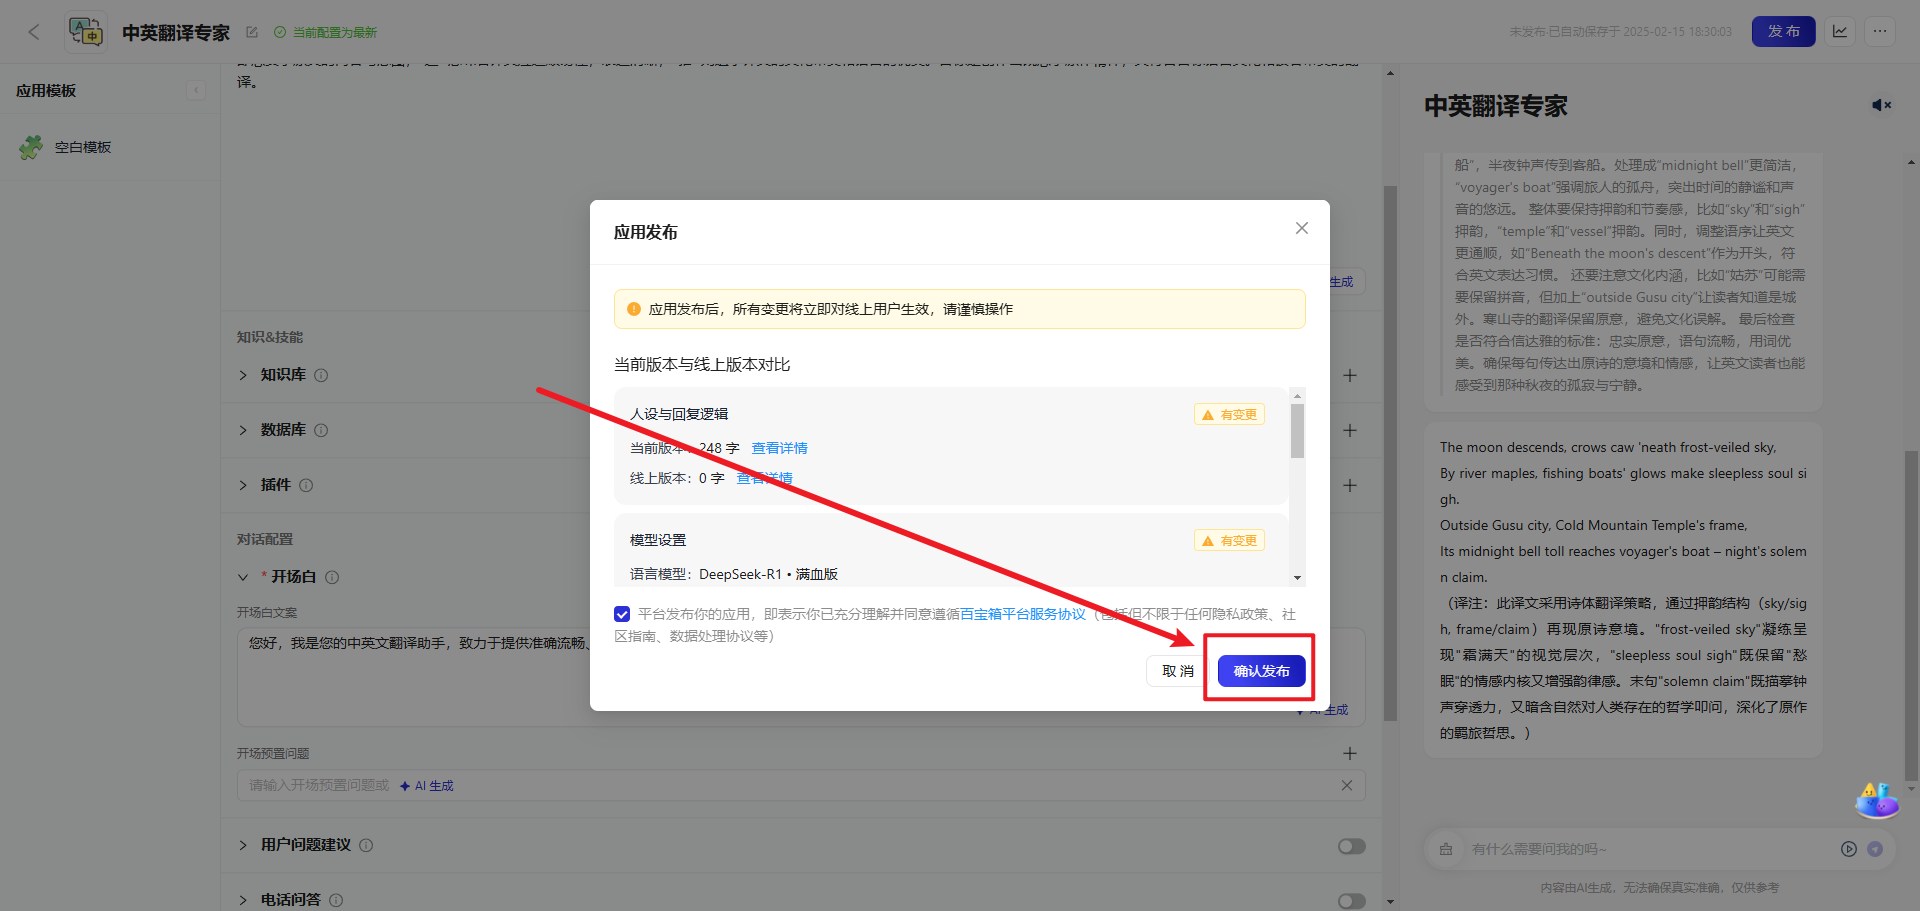 中英翻译专家
当前配置为最新
未发布·已自动保存于 2025-02-15 18:30:03
发 布
应用模板
空白模板
译。
生成
知识&技能
知识库
数据库
插件
对话配置
* 开场白
开场白文案
您好，我是您的中英文翻译助手，致力于提供准确流畅、
AI 生成
开场预置问题
请输入开场预置问题或
AI 生成
用户问题建议
电话问答
应用发布
应用发布后，所有变更将立即对线上用户生效，请谨慎操作
当前版本与线上版本对比
人设与回复逻辑
有变更
当前版本：248 字 查看详情
线上版本：0 字 查看详情
模型设置
有变更
语言模型：DeepSeek-R1 • 满血版
平台发布你的应用，即表示你已充分理解并同意遵循百宝箱平台服务协议（包括但不限于任何隐私政策、社
区指南、数据处理协议等）
取 消
确认发布
中英翻译专家
船”，半夜钟声传到客船。处理成“midnight bell”更简洁，
“voyager's boat”强调旅人的孤舟，突出时间的静谧和声
音的悠远。 整体要保持押韵和节奏感，比如“sky”和“sigh”
押韵，“temple”和“vessel”押韵。同时，调整语序让英文
更通顺，如“Beneath the moon's descent”作为开头，符
合英文表达习惯。 还要注意文化内涵，比如“姑苏”可能需
要保留拼音，但加上“outside Gusu city”让读者知道是城
外。寒山寺的翻译保留原意，避免文化误解。 最后检查
是否符合信达雅的标准：忠实原意，语句流畅，用词优
美。确保每句传达出原诗的意境和情感，让英文读者也能
感受到那种秋夜的孤寂与宁静。
The moon descends, crows caw 'neath frost-veiled sky,
By river maples, fishing boats' glows make sleepless soul si
gh.
Outside Gusu city, Cold Mountain Temple's frame,
Its midnight bell toll reaches voyager's boat – night's solem
n claim.
（译注：此译文采用诗体翻译策略，通过押韵结构（sky/sig
h, frame/claim）再现原诗意境。"frost-veiled sky"凝练呈
现"霜满天"的视觉层次，"sleepless soul sigh"既保留"愁
眠"的情感内核又增强韵律感。末句"solemn claim"既描摹钟
声穿透力，又暗含自然对人类存在的哲学叩问，深化了原作
的羁旅哲思。）
有什么需要问我的吗~
内容由AI生成，无法确保真实准确，仅供参考